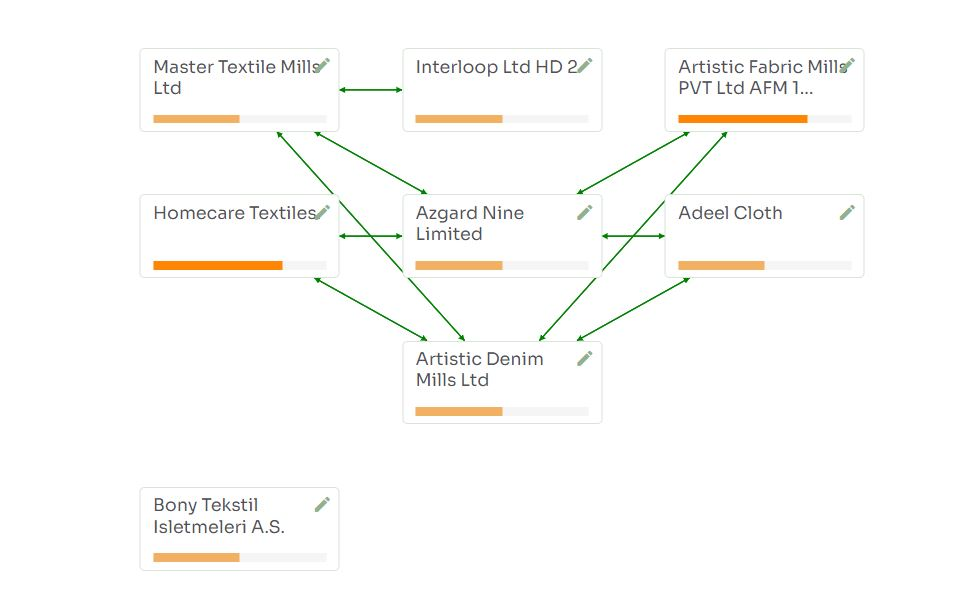 Master Textile Mills
Ltd
Interloop Ltd HD 2
Artistic Fabric Mills
PVT Ltd AFM 1...
Homecare Textiles
Azgard Nine
Limited
Adeel Cloth
Artistic Denim
Mills Ltd
Bony Tekstil
Isletmeleri A.S.